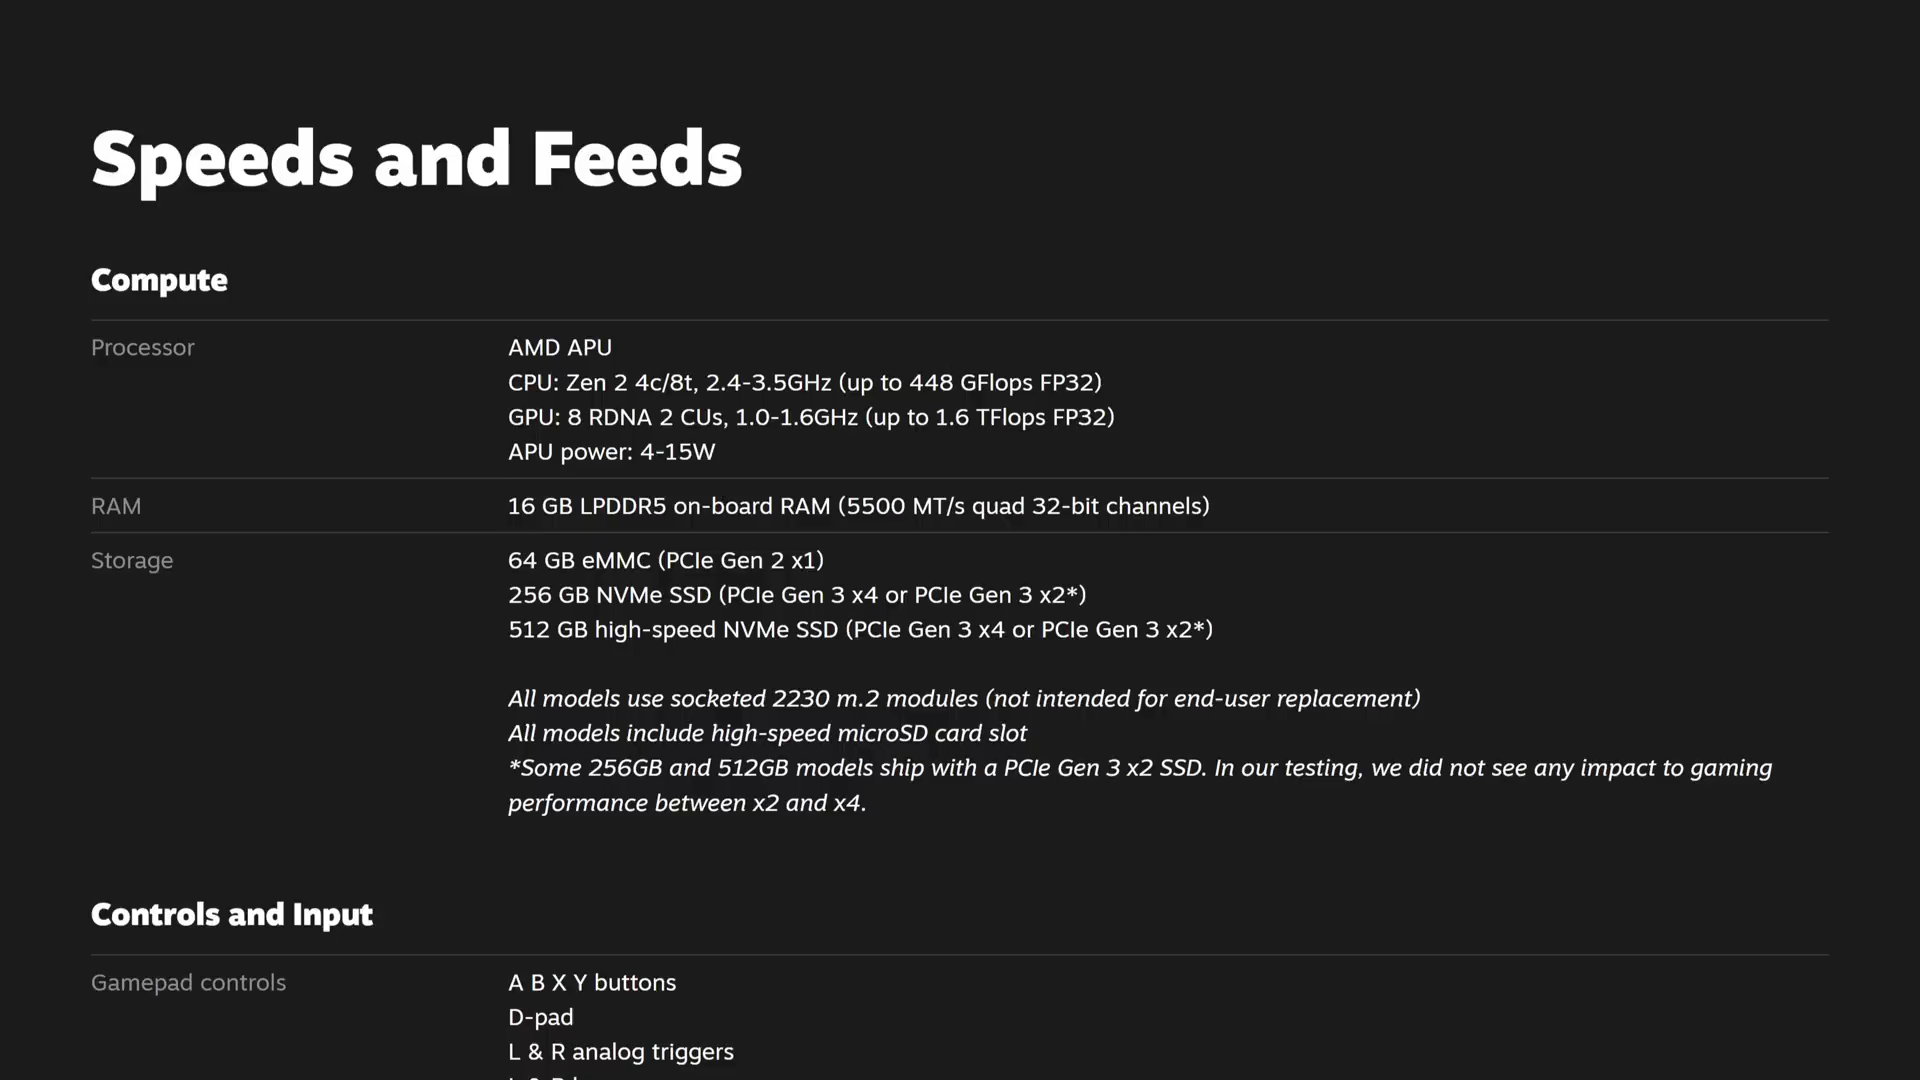 Speeds and Feeds
Compute
Processor
AMD APU
CPU: Zen 2 4c/8t, 2.4-3.5GHz (up to 448 GFlops FP32)
GPU: 8 RDNA 2 CUs, 1.0-1.6GHz (up to 1.6 TFlops FP32)
APU power: 4-15W
RAM
16 GB LPDDR5 on-board RAM (5500 MT/s quad 32-bit channels)
Storage
64 GB eMMC (PCIe Gen 2 x1)
256 GB NVMe SSD (PCIe Gen 3 x4 or PCIe Gen 3 x2*)
512 GB high-speed NVMe SSD (PCIe Gen 3 x4 or PCIe Gen 3 x2*)
All models use socketed 2230 m.2 modules (not intended for end-user replacement)
All models include high-speed microSD card slot
*Some 256GB and 512GB models ship with a PCIe Gen 3 x2 SSD. In our testing, we did not see any impact to gaming
performance between x2 and x4.
Controls and Input
Gamepad controls
A B X Y buttons
D-pad
L & R analog triggers